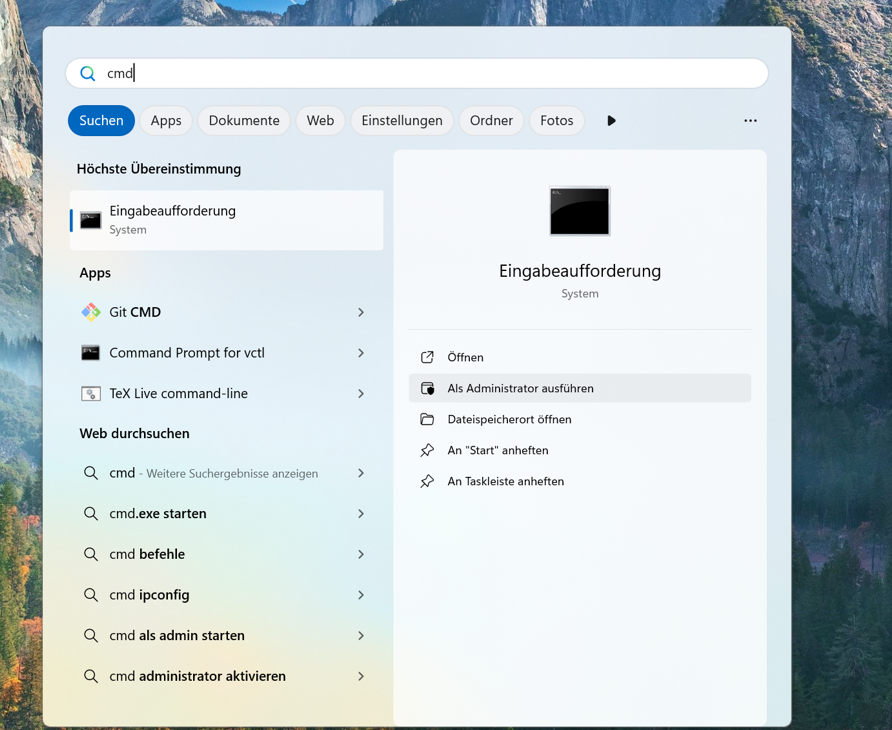 cmd
Suchen
Apps
Dokumente
Web
Einstellungen
Ordner
Fotos
Höchste Übereinstimmung
Eingabeaufforderung
System
Apps
Git CMD
Command Prompt for vctl
TeX Live command-line
Web durchsuchen
cmd - Weitere Suchergebnisse anzeigen
cmd.exe starten
cmd befehle
cmd ipconfig
cmd als admin starten
cmd administrator aktivieren
Eingabeaufforderung
System
Öffnen
Als Administrator ausführen
Dateispeicherort öffnen
An "Start" anheften
An Taskleiste anheften